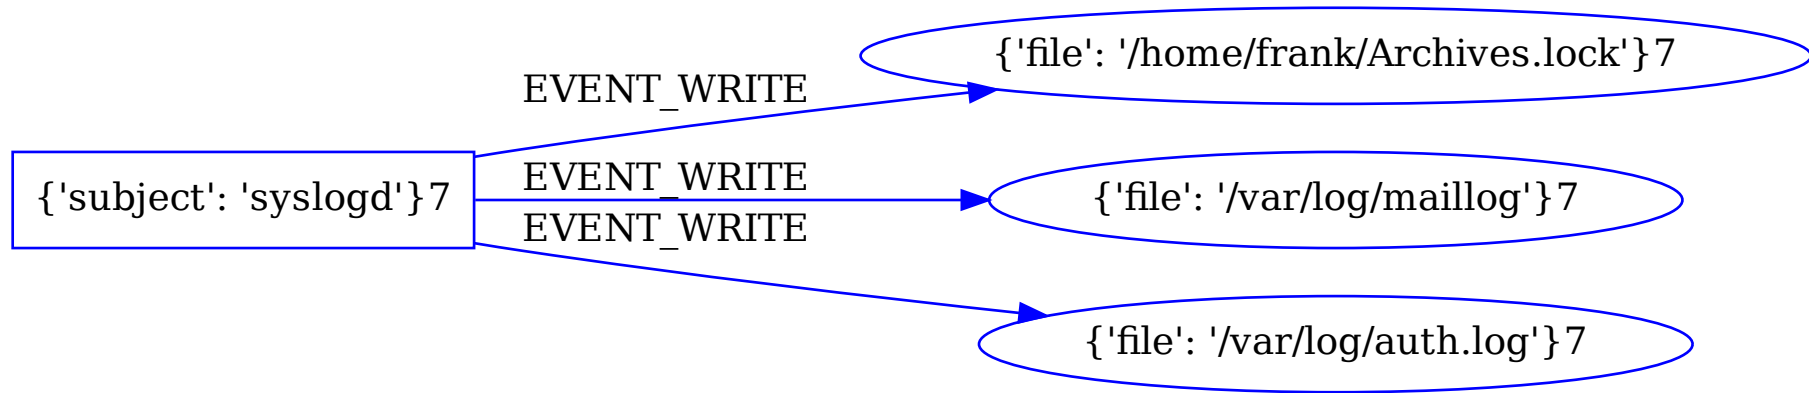 {'file': '/home/frank/Archives.lock'}7
EVENT_WRITE
EVENT_WRITE
{'subject': 'syslogd'}7
{'file': '/var/log/maillog'}7
EVENT_WRITE
{'file': '/var/log/auth.log'}7